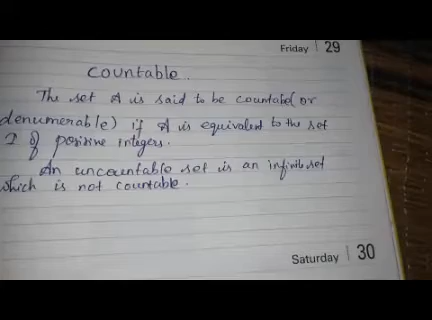 Friday 29
countable.
The set A is said to be countabel (or
denumerable) if A is equivalent to the set
I of positive integers.
An uncountable set is an infinite set
which is not countable.
Saturday 30